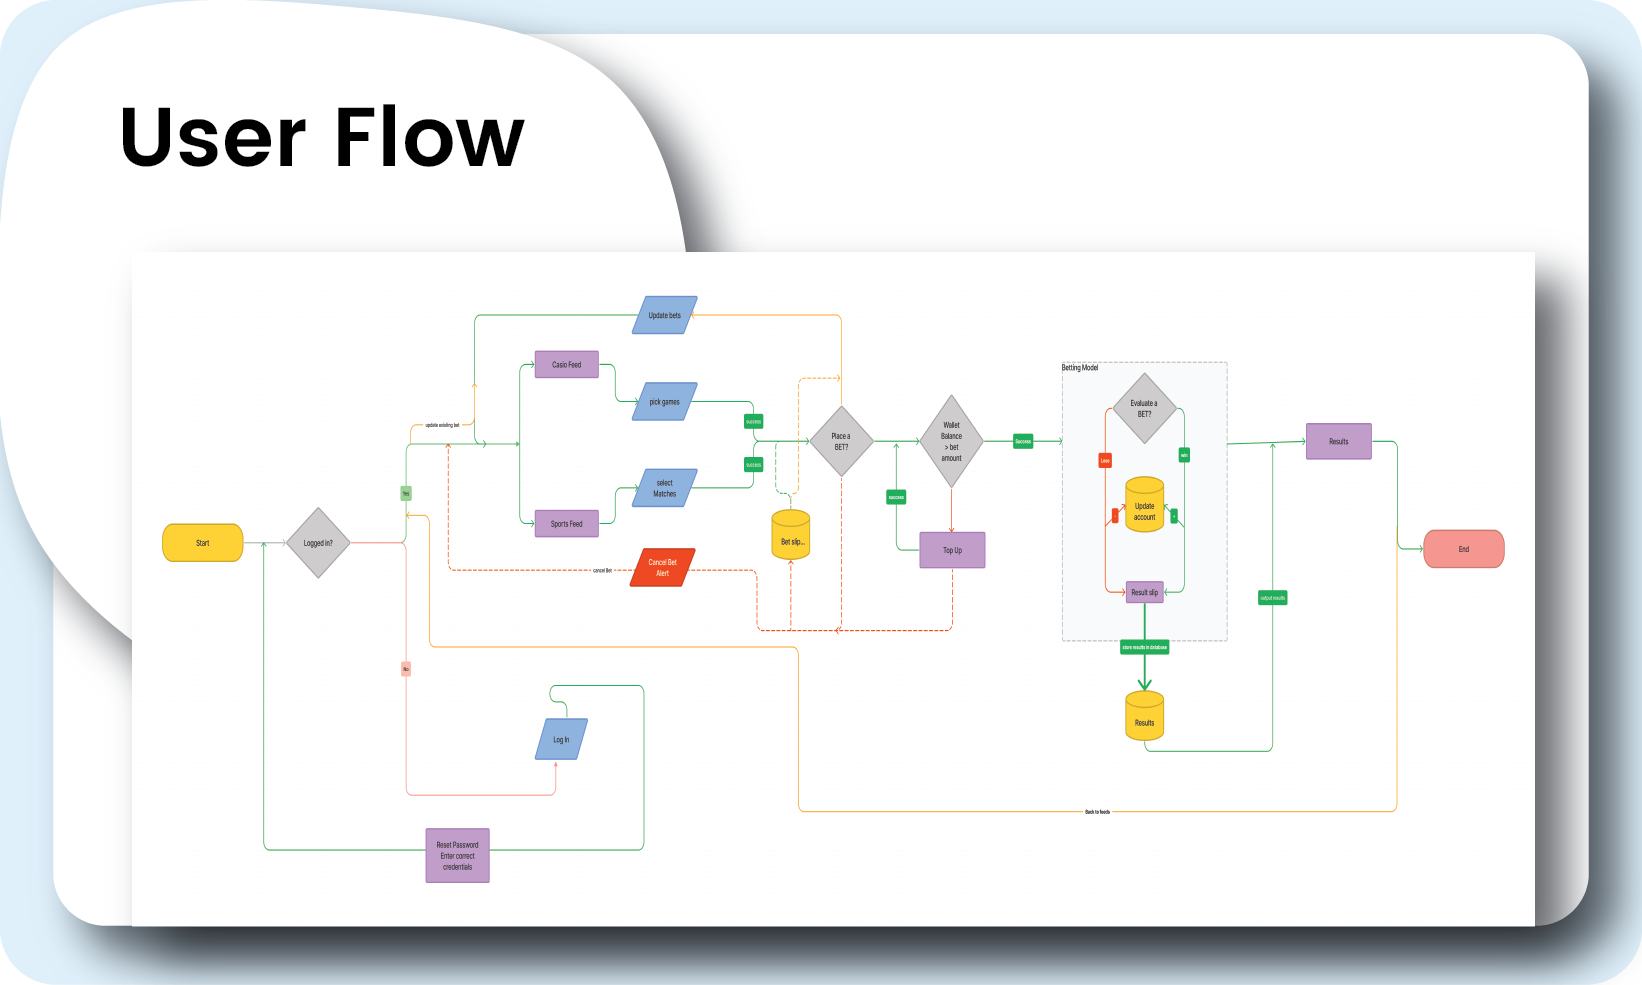 User Flow
Update bets
Casio Feed
pick games
update existing bet
success
success
Place a
BET?
Wallet
Balance
> bet
amount
Success
Betting Model
Evaluate a
BET?
Loss
win
Update
account
Results
select
Matches
Yes
success
Sports Feed
Bet slip...
Start
Logged in?
Cancel Bet
Alert
cancel Bet
Top Up
End
Result slip
output results
store results in database
No
Results
Log In
Back to feeds
Reset Password
Enter correct
credentials